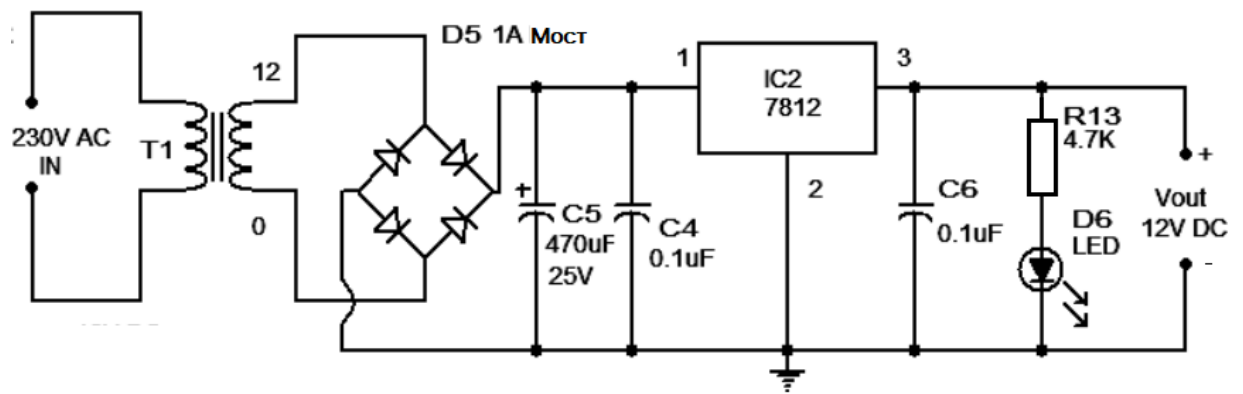 D5 1A Мост
230V AC
IN
T1
12
0
1
IC2
7812
3
2
+
C5
470uF
25V
C4
0.1uF
C6
0.1uF
R13
4.7K
D6
LED
+
Vout
12V DC
-